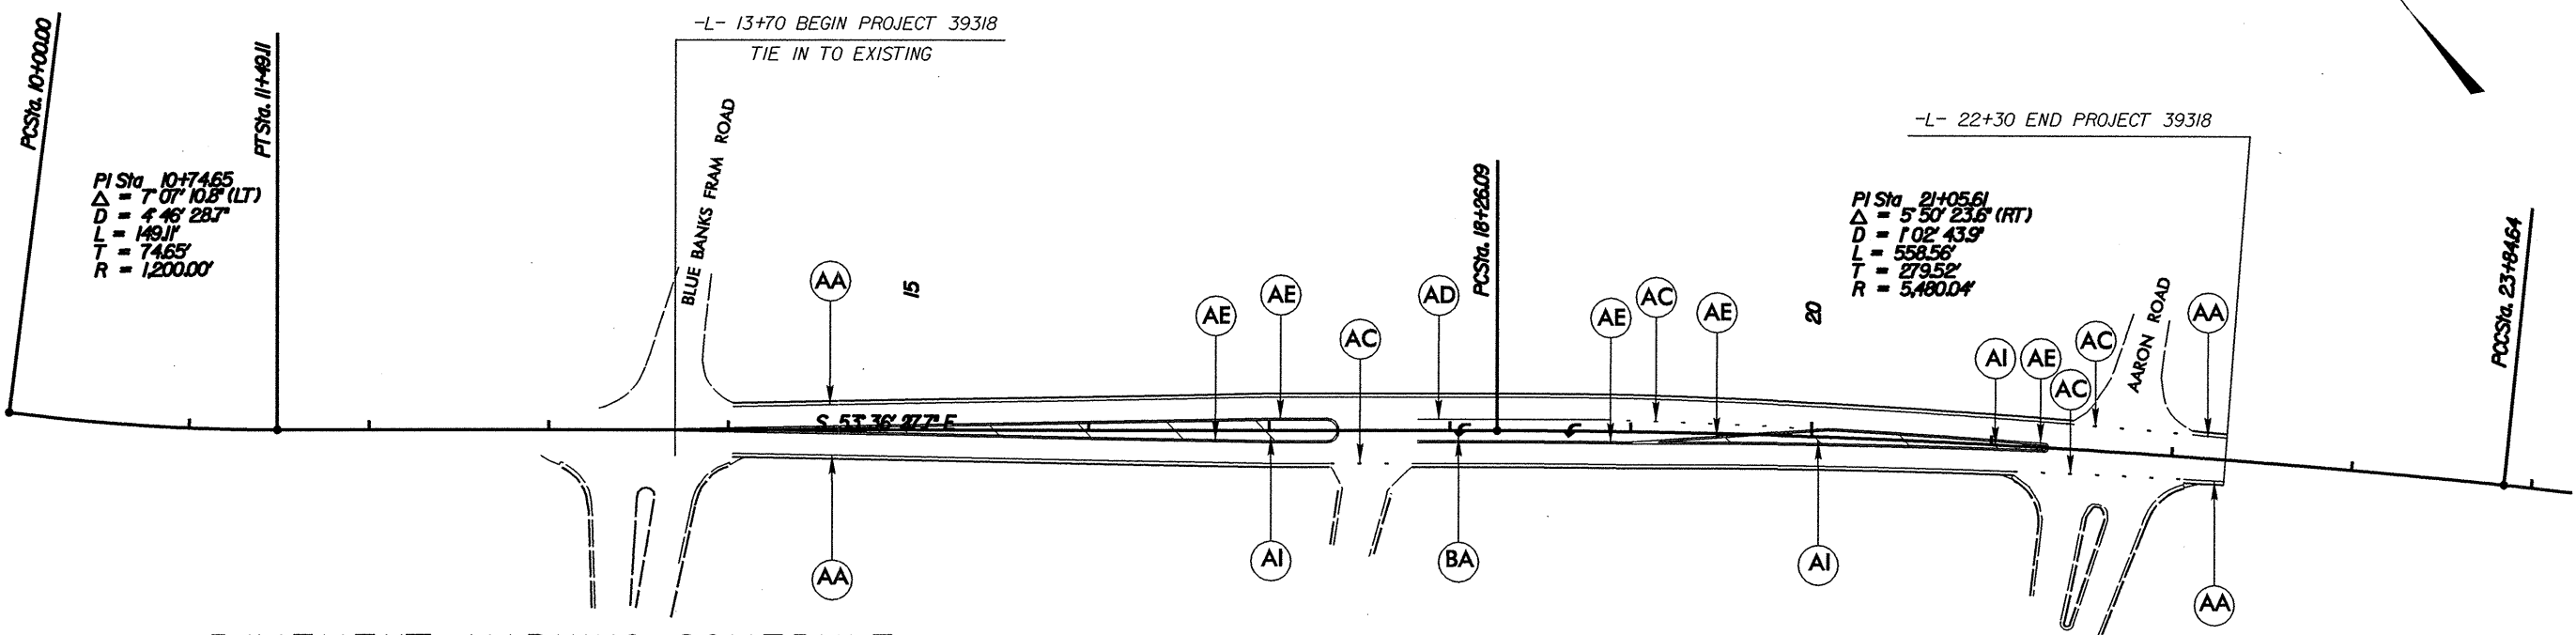 -L- 13+70 BEGIN PROJECT 39318
TIE IN TO EXISTING
PCSta. 10+00.00
PTSta. 11+49.11
PI Sta 10+74.65
Δ = 7° 07' 10.8" (LT)
D = 4° 46' 28.7"
L = 149.11'
T = 74.65'
R = 1,200.00'
BLUE BANKS FRAM ROAD
-L- 22+30 END PROJECT 39318
PCSta. 18+26.09
PI Sta 21+05.61
Δ = 5° 50' 23.6" (RT)
D = 1° 02' 43.9"
L = 558.56'
T = 279.52'
R = 5,480.04'
AARON ROAD
PCCSta. 23+84.64
15
20
AA
AE
AE
AC
AD
AE
AC
AE
AI
AE
AC
AC
AA
S 53° 36' 27.7" E
AA
AI
BA
AI
AA